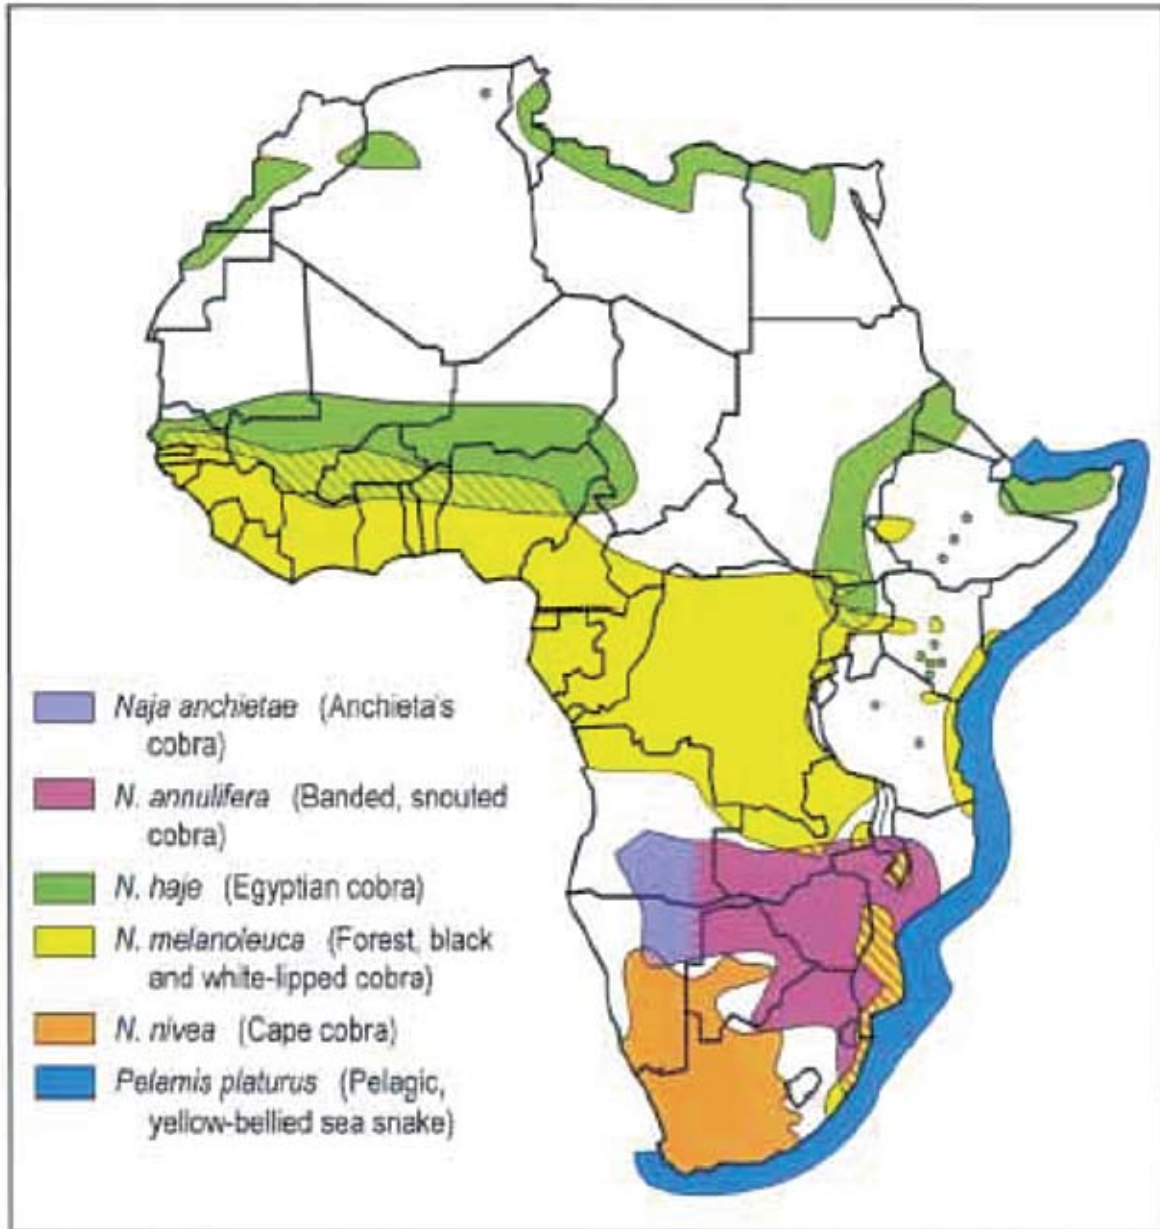 Naja anchietae (Anchieta's
cobra)
N. annulifera (Banded, snouted
cobra)
N. haje (Egyptian cobra)
N. melanoleuca (Forest, black
and white-lipped cobra)
N. nivea (Cape cobra)
Pelamis platurus (Pelagic,
yellow-bellied sea snake)